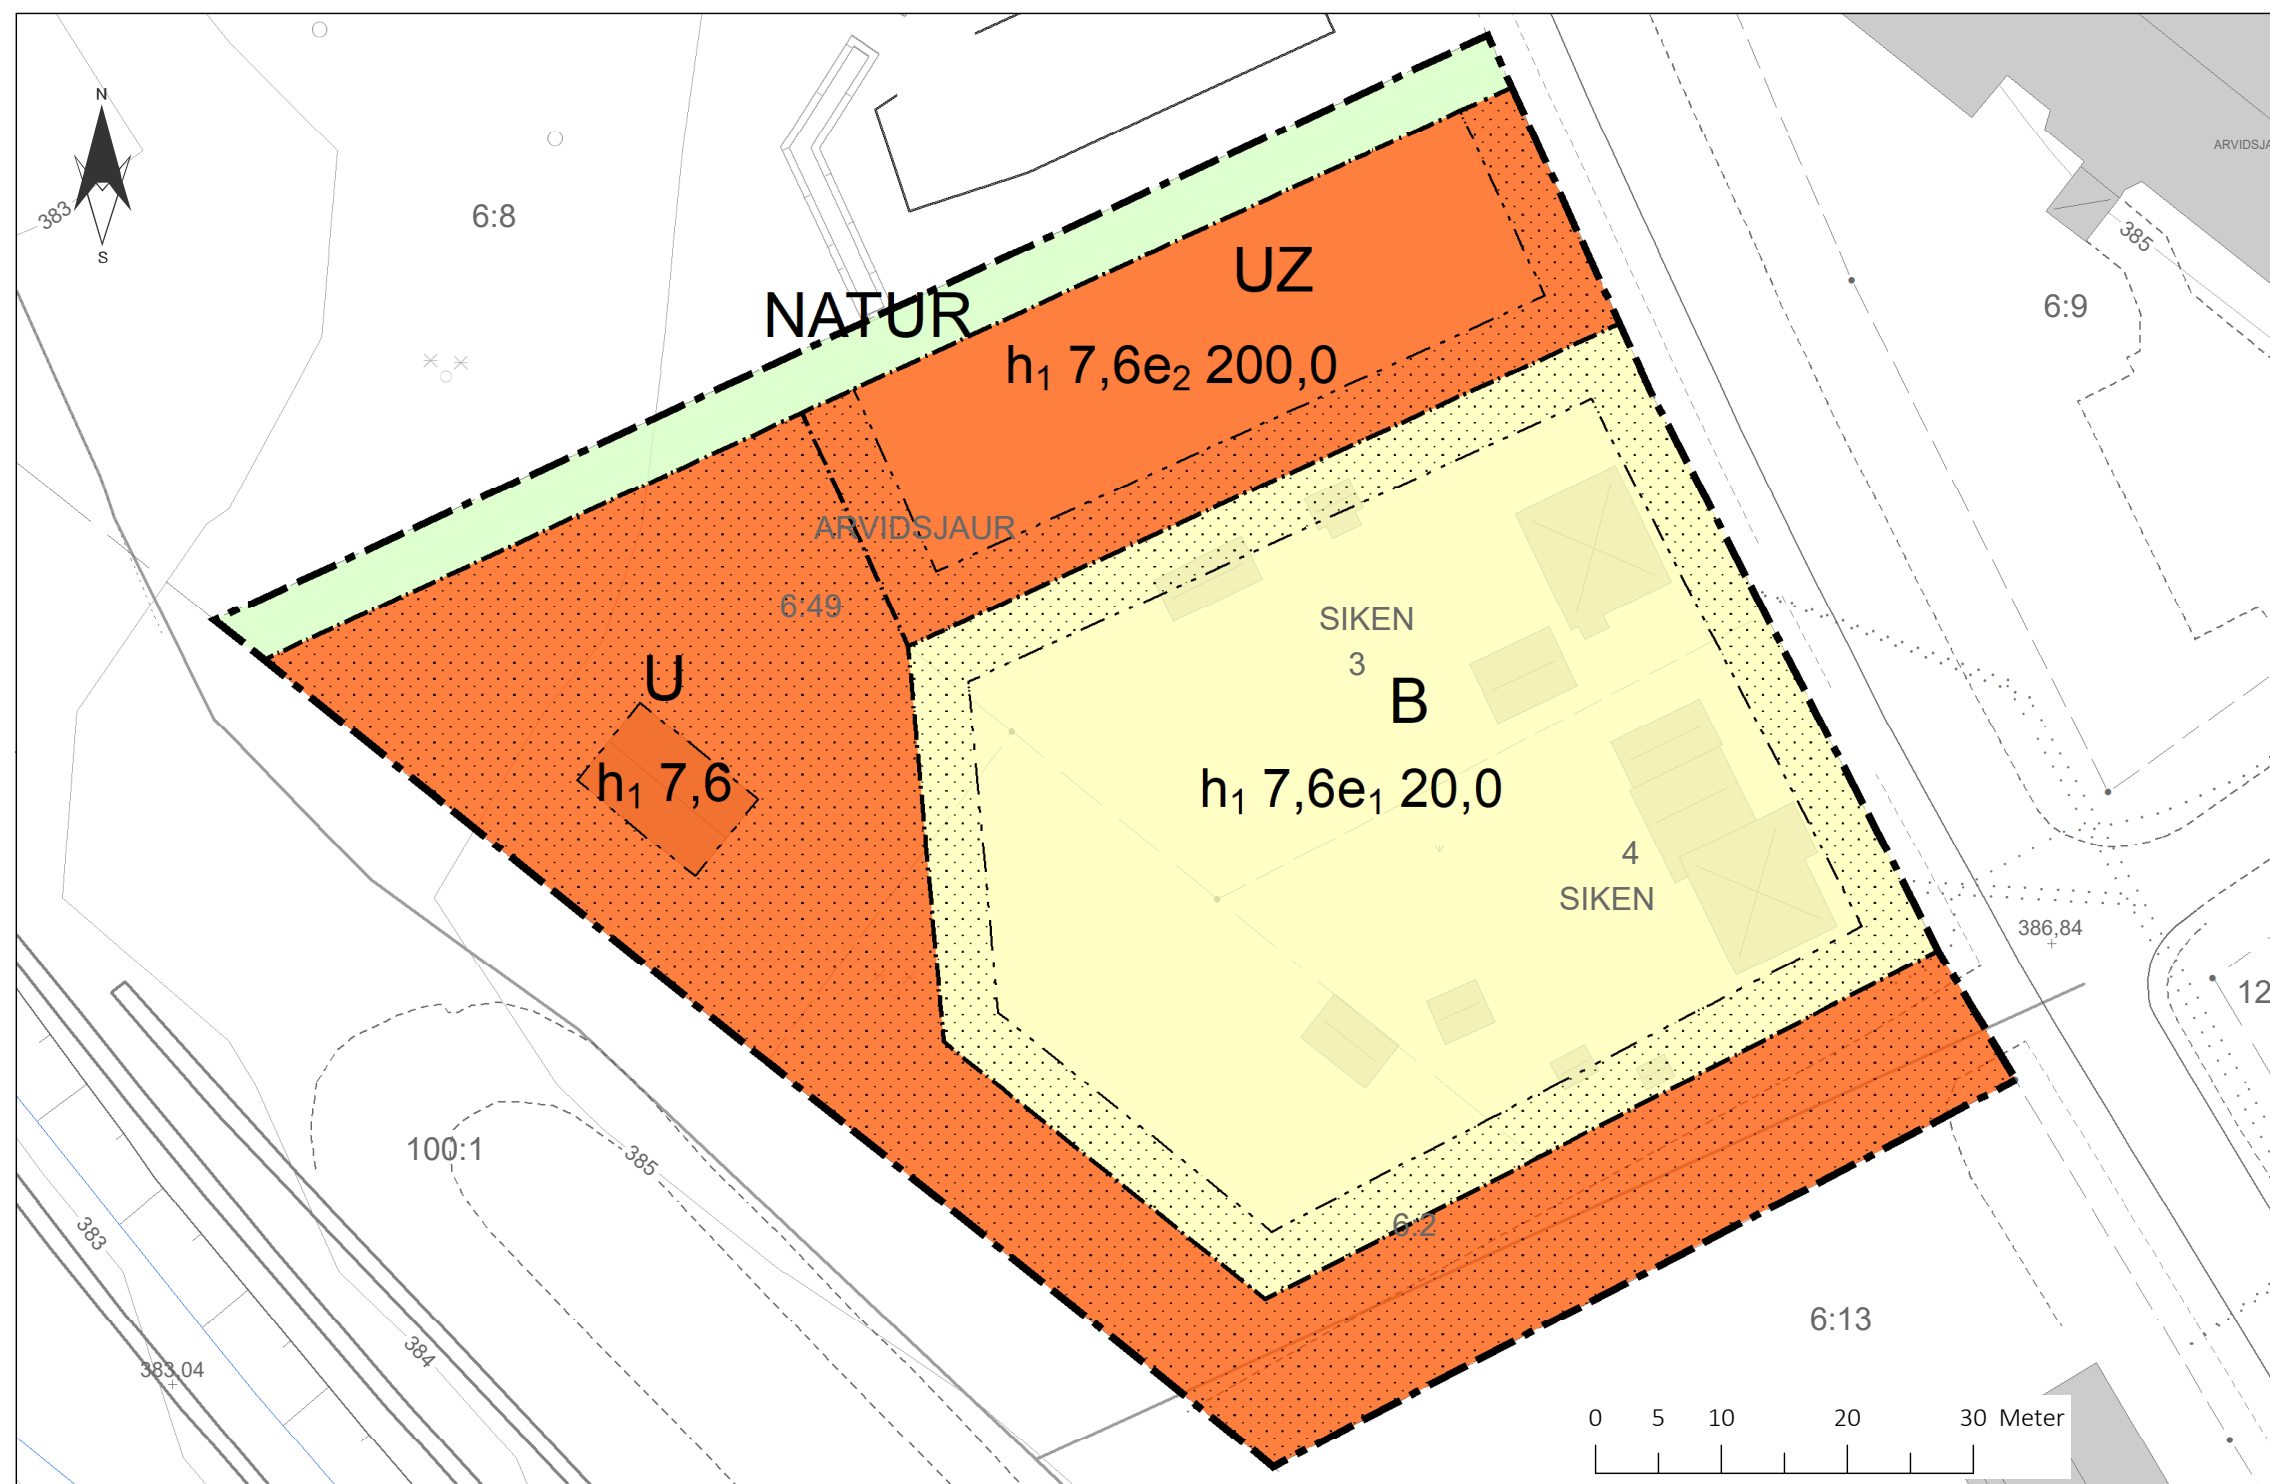 N
S
383
6:8
ARVIDSJA
385
6:9
UZ
NATUR
h₁ 7,6e₂ 200,0
ARVIDSJAUR
6:49
SIKEN
3
U
B
h₁ 7,6
h₁ 7,6e₁ 20,0
4
SIKEN
386,84
12
100:1
385
6:2
383
384
383,04
6:13
0 5 10 20 30 Meter